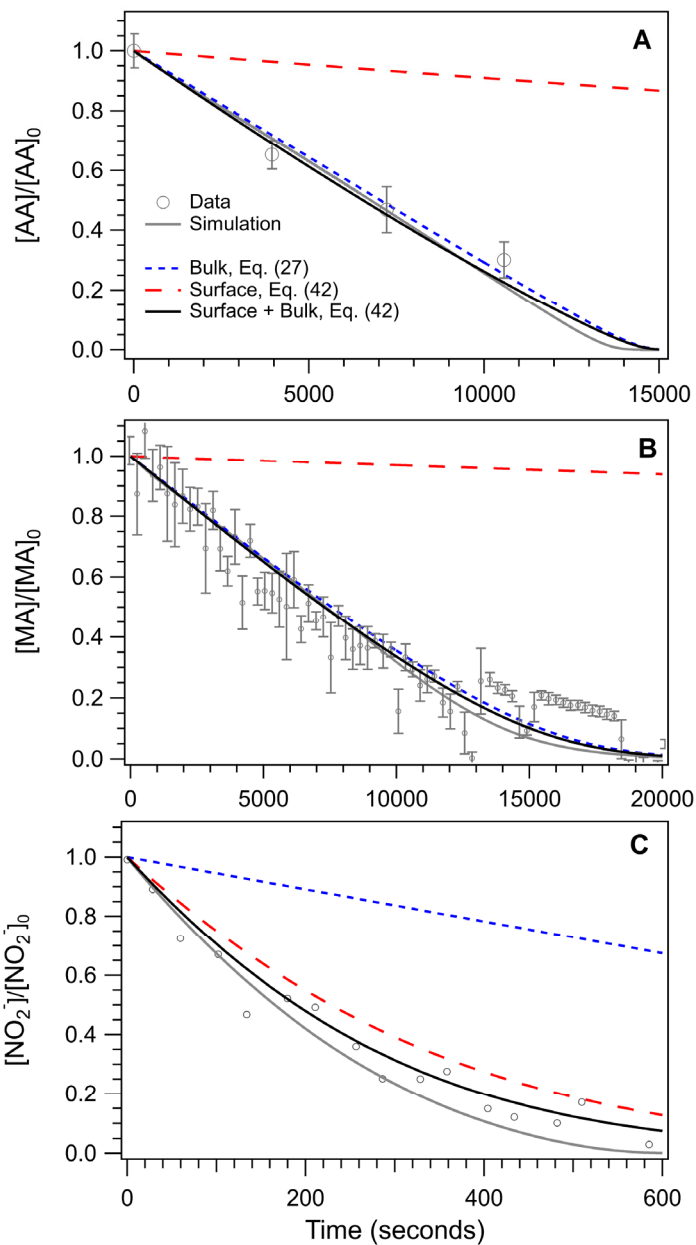 A
1.0
0.8
0.6
0.4
0.2
0.0
[AA]/[AA]0
Data
Simulation
Bulk, Eq. (27)
Surface, Eq. (42)
Surface + Bulk, Eq. (42)
0 5000 10000 15000
B
1.0
0.8
0.6
0.4
0.2
0.0
[MA]/[MA]0
0 5000 10000 15000 20000
C
1.0
0.8
0.6
0.4
0.2
0.0
[NO2-]/[NO2-]0
0 200 400 600
Time (seconds)